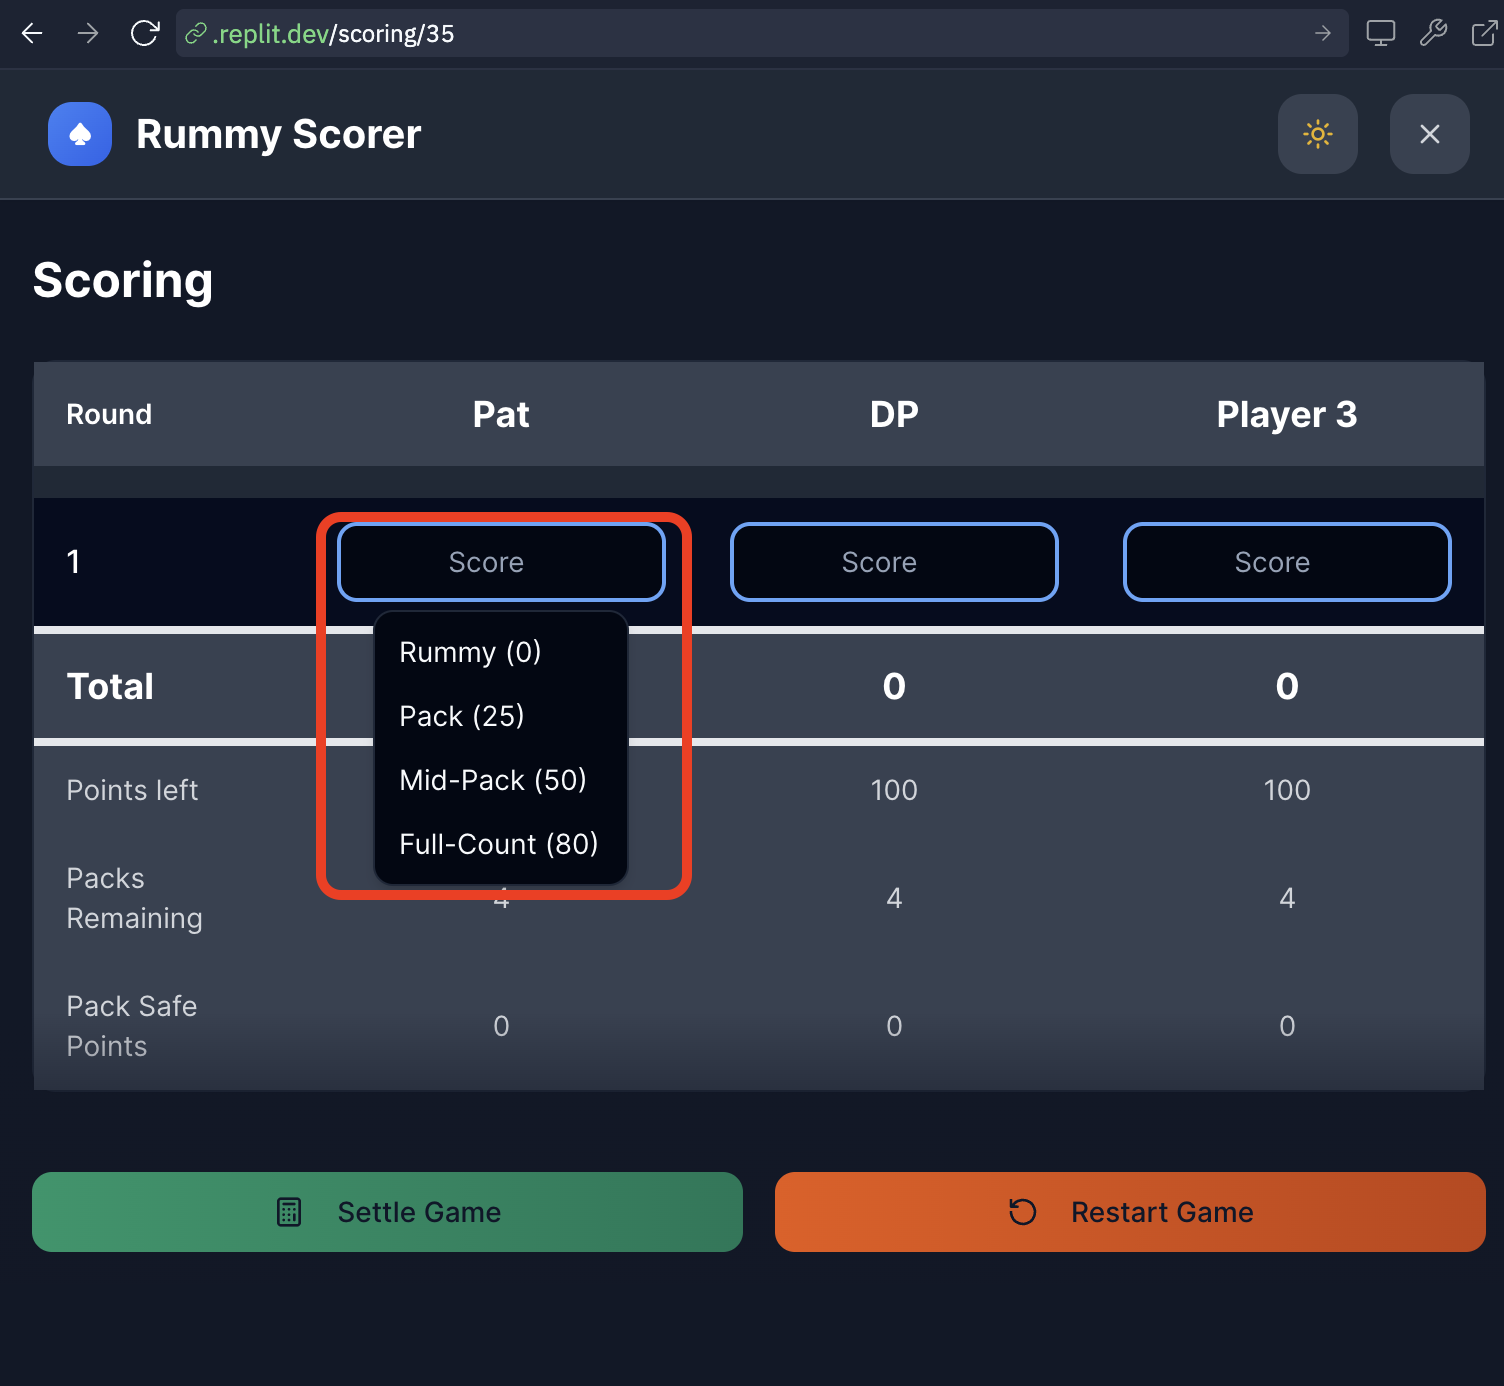 .replit.dev/scoring/35
Rummy Scorer
Scoring
Round Pat DP Player 3
1 Score Score Score
Rummy (0)
Pack (25)
Mid-Pack (50)
Full-Count (80)
Total 0 0
Points left 100 100
Packs
Remaining 4 4 4
Pack Safe
Points 0 0 0
Settle Game Restart Game